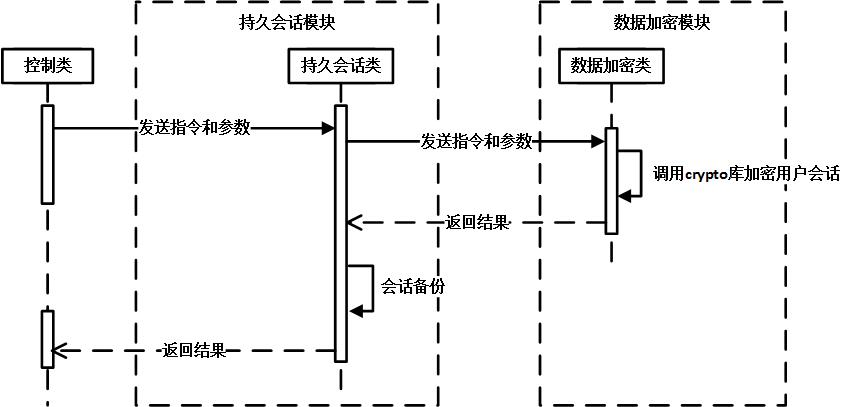 持久会话模块
数据加密模块
控制类
持久会话类
数据加密类
发送指令和参数
发送指令和参数
调用crypto库加密用户会话
返回结果
会话备份
返回结果